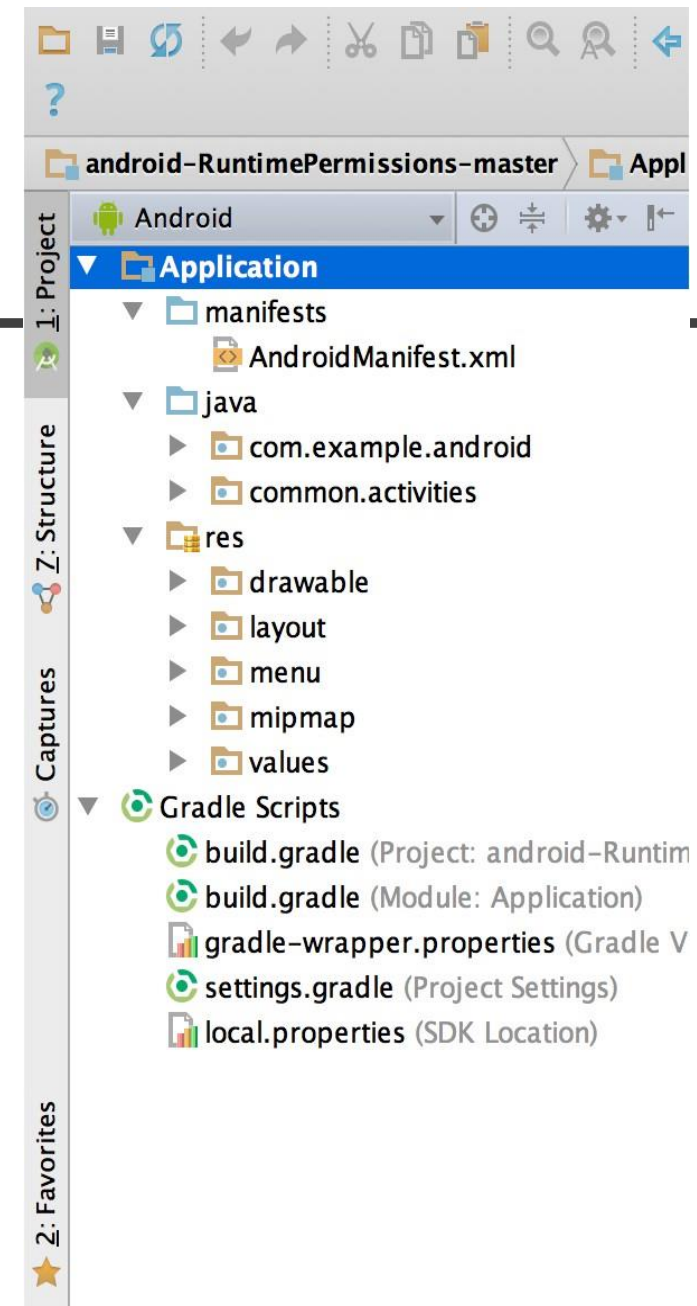 ?
android-RuntimePermissions-master Appl
Android
1: Project
7: Structure
Captures
2: Favorites
Application
manifests
AndroidManifest.xml
java
com.example.android
common.activities
res
drawable
layout
menu
mipmap
values
Gradle Scripts
build.gradle (Project: android-Runtim
build.gradle (Module: Application)
gradle-wrapper.properties (Gradle V
settings.gradle (Project Settings)
local.properties (SDK Location)